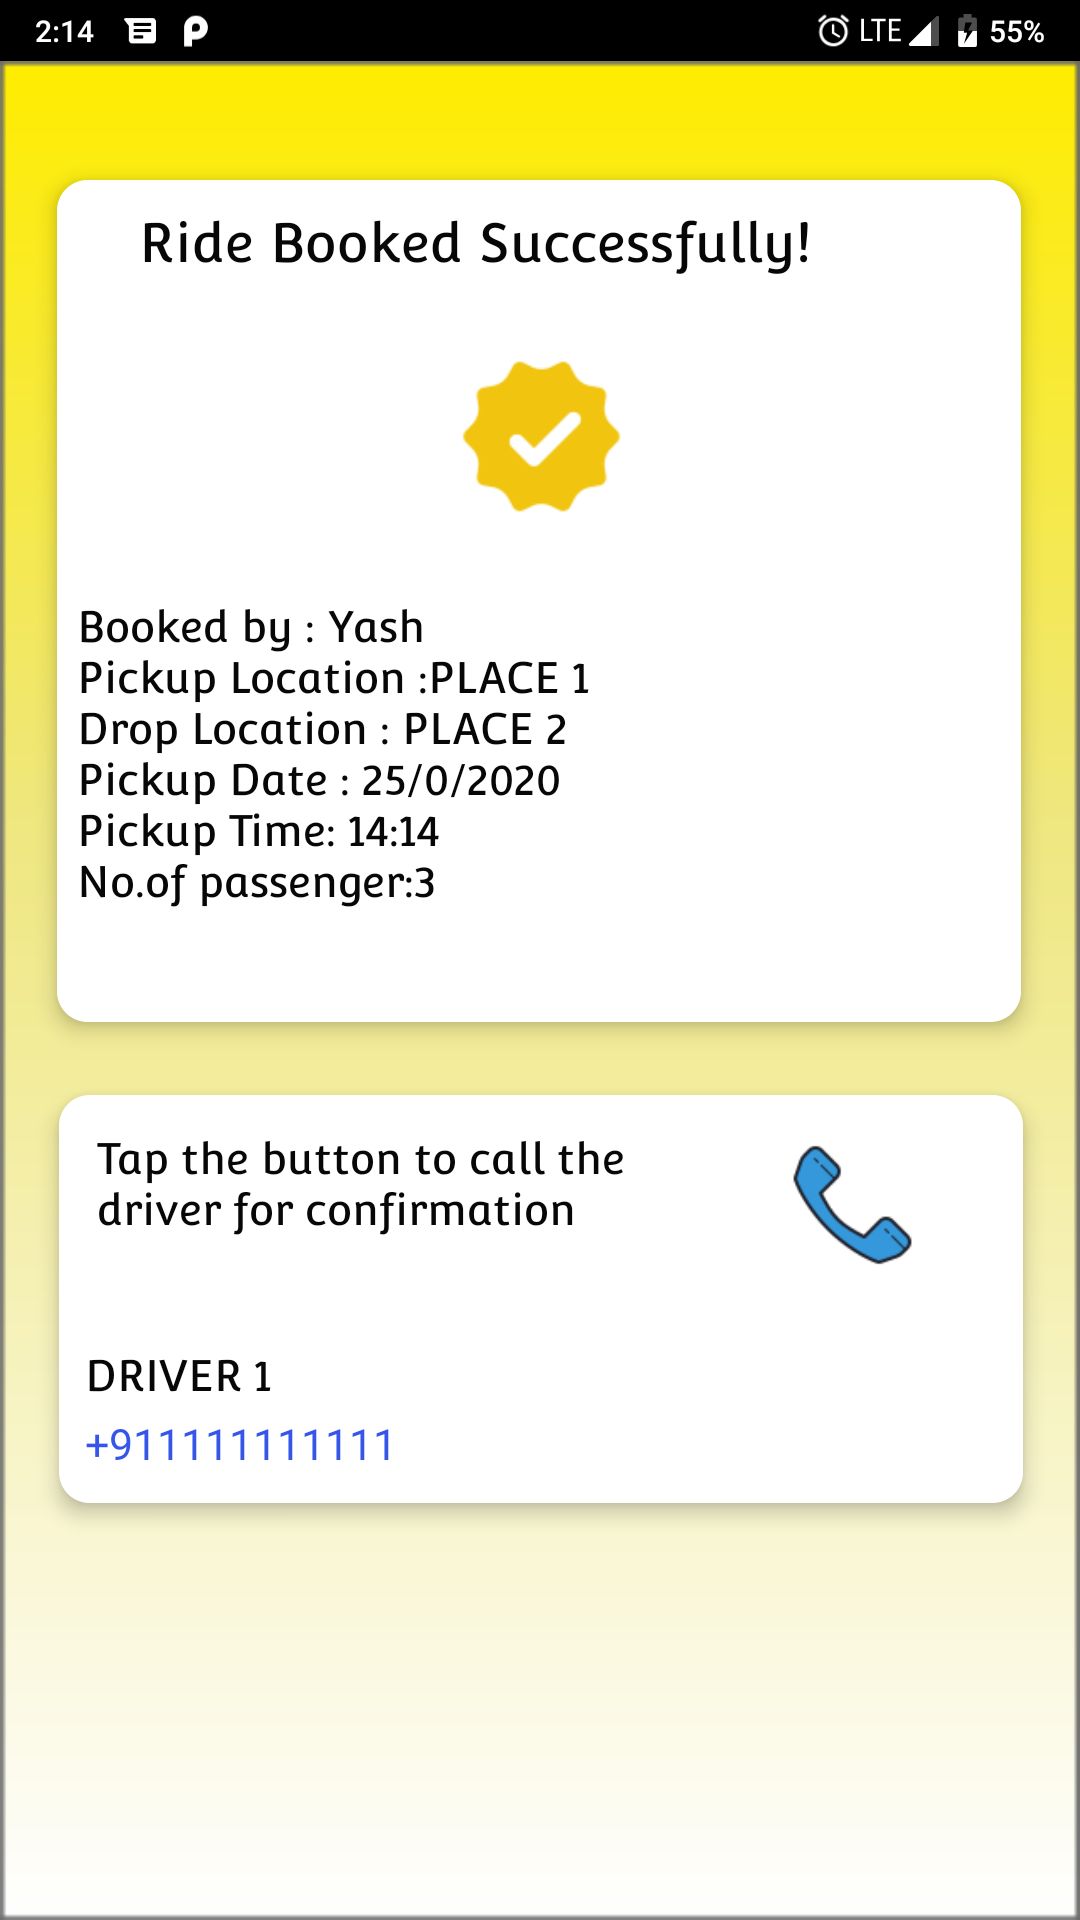 2:14 LTE 55%
Ride Booked Successfully!
Booked by : Yash
Pickup Location :PLACE 1
Drop Location : PLACE 2
Pickup Date : 25/0/2020
Pickup Time: 14:14
No.of passenger:3
Tap the button to call the
driver for confirmation
DRIVER 1
+911111111111